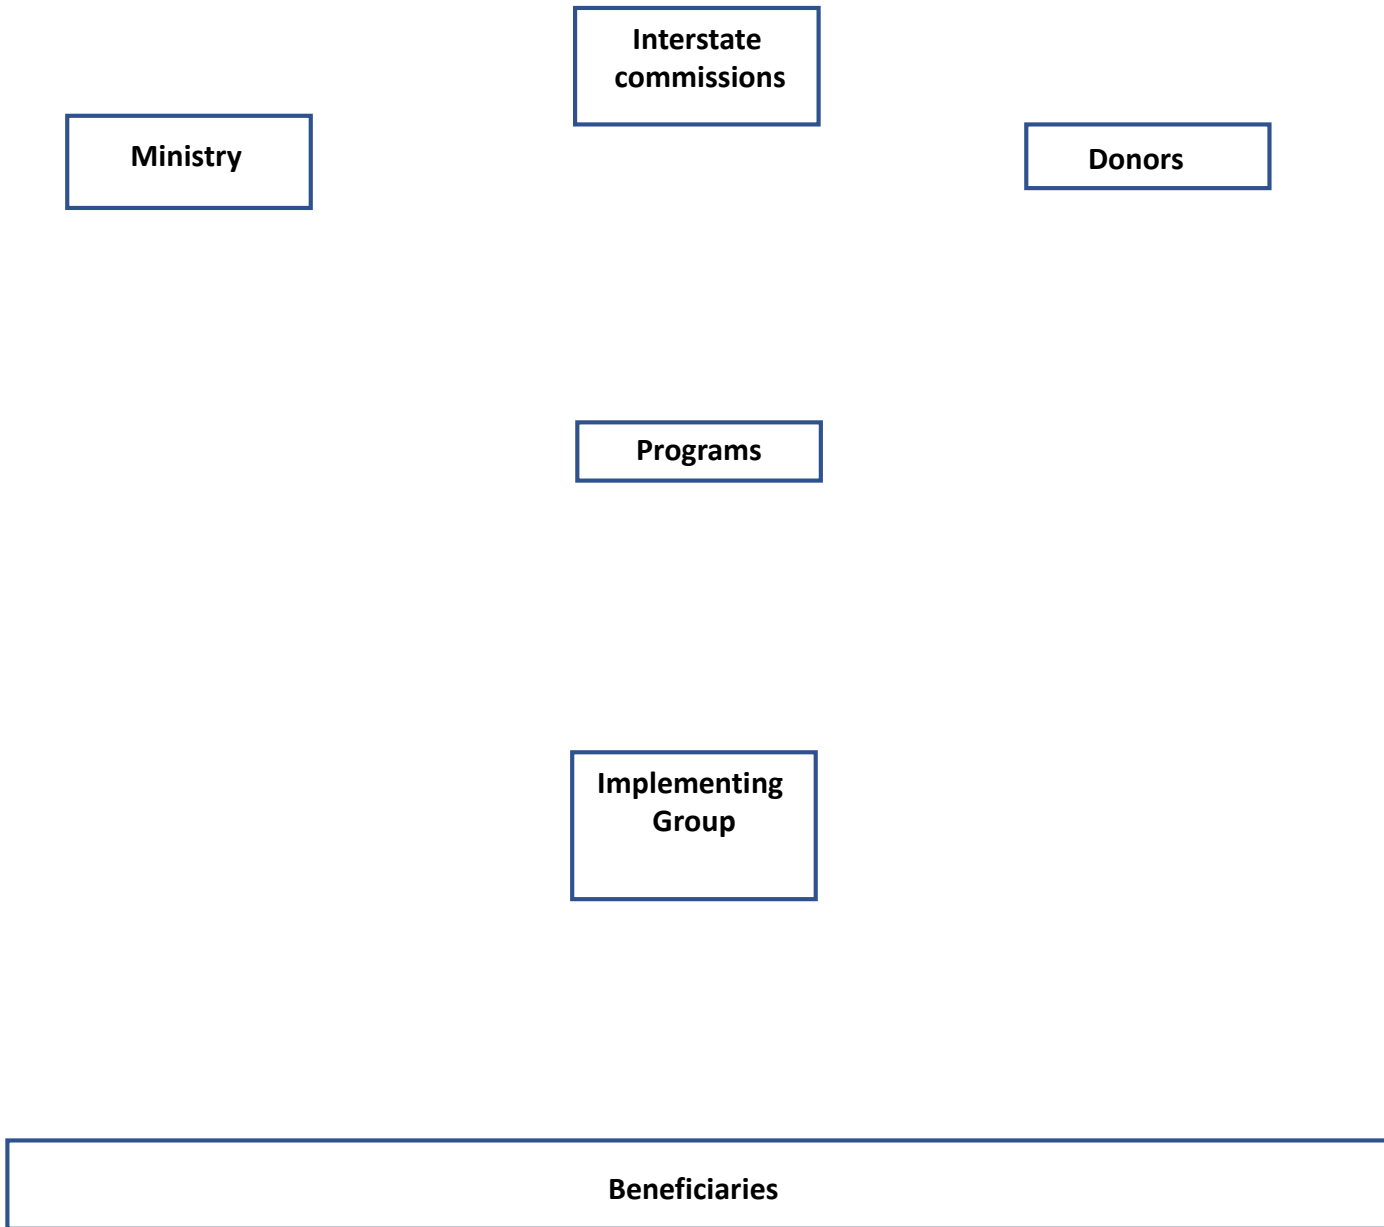 Interstate
commissions
Ministry
Donors
Programs
Implementing
Group
Beneficiaries